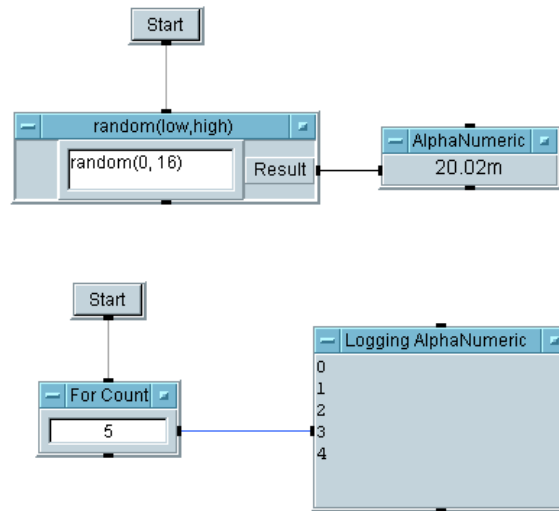 Start
random(low,high)
random(0, 16)
Result
AlphaNumeric
20.02m
Start
For Count
5
Logging AlphaNumeric
0
1
2
3
4